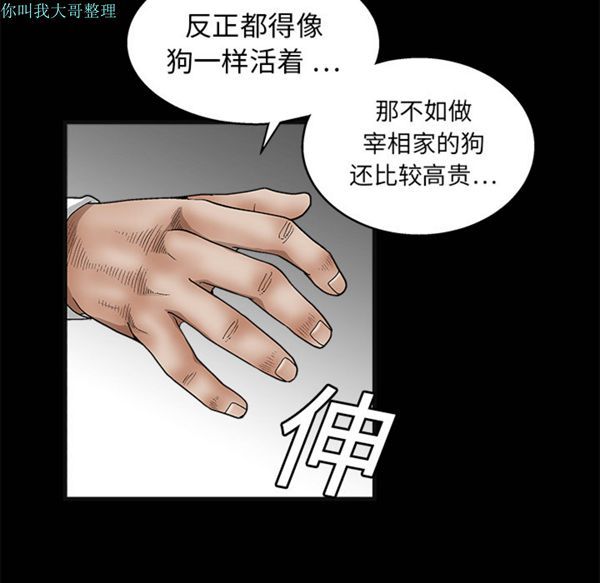 你叫我大哥整理
反正都得像
狗一样活着 ...
那不如做
宰相家的狗
还比较高贵...
伸